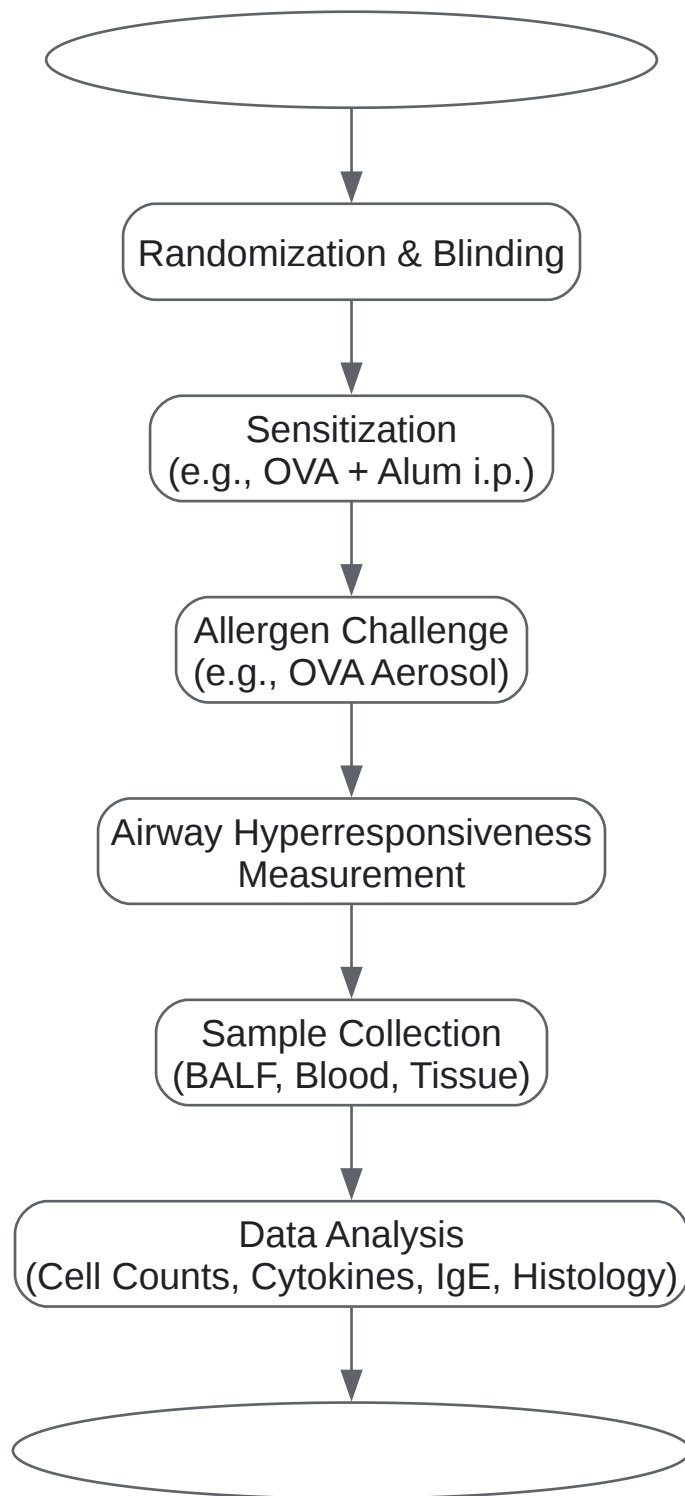 Randomization & Blinding
Sensitization
(e.g., OVA + Alum i.p.)
Allergen Challenge
(e.g., OVA Aerosol)
Airway Hyperresponsiveness
Measurement
Sample Collection
(BALF, Blood, Tissue)
Data Analysis
(Cell Counts, Cytokines, IgE, Histology)